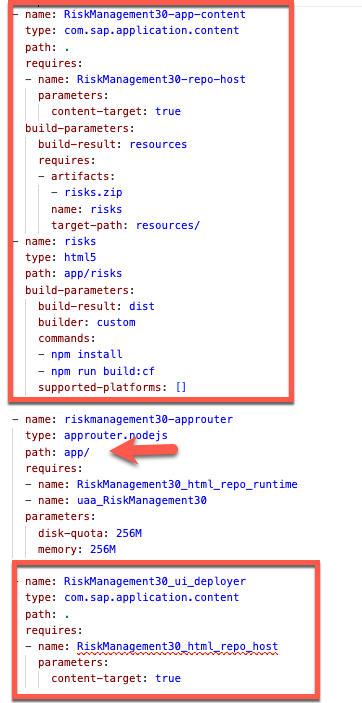 - name: RiskManagement30-app-content
type: com.sap.application.content
path: .
requires:
- name: RiskManagement30-repo-host
parameters:
content-target: true
build-parameters:
build-result: resources
requires:
- artifacts:
- risks.zip
name: risks
target-path: resources/
- name: risks
type: html5
path: app/risks
build-parameters:
build-result: dist
builder: custom
commands:
- npm install
- npm run build:cf
supported-platforms: []
- name: riskmanagement30-approuter
type: approuter.nodejs
path: app/
requires:
- name: RiskManagement30_html_repo_runtime
- name: uaa_RiskManagement30
parameters:
disk-quota: 256M
memory: 256M
- name: RiskManagement30_ui_deployer
type: com.sap.application.content
path: .
requires:
- name: RiskManagement30_html_repo_host
parameters:
content-target: true